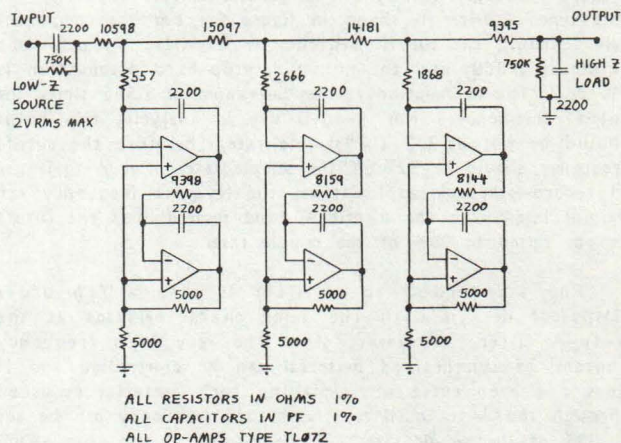 INPUT
OUTPUT
2200
10598
15097
14181
9395
750K
557
2666
1868
750K
HIGH Z
LOAD
LOW-Z
SOURCE
2V RMS MAX
2200
2200
2200
2200
9398
8159
8144
2200
2200
2200
5000
5000
5000
5000
5000
5000
ALL RESISTORS IN OHMS 1%
ALL CAPACITORS IN PF 1%
ALL OP-AMPS TYPE TL072